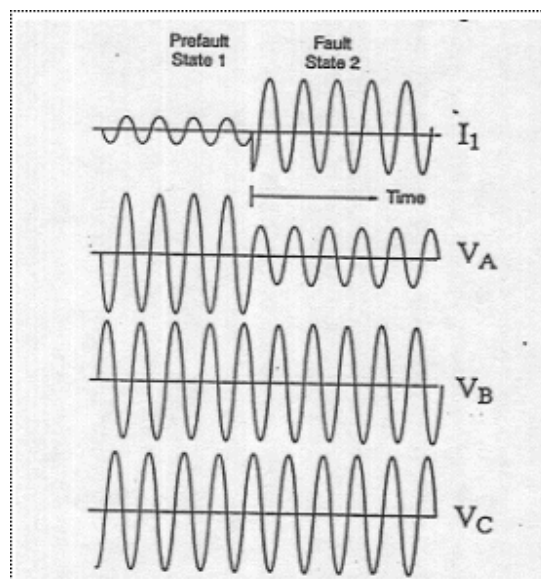 Prefault
State 1
Fault
State 2
I1
Time
VA
VB
VC